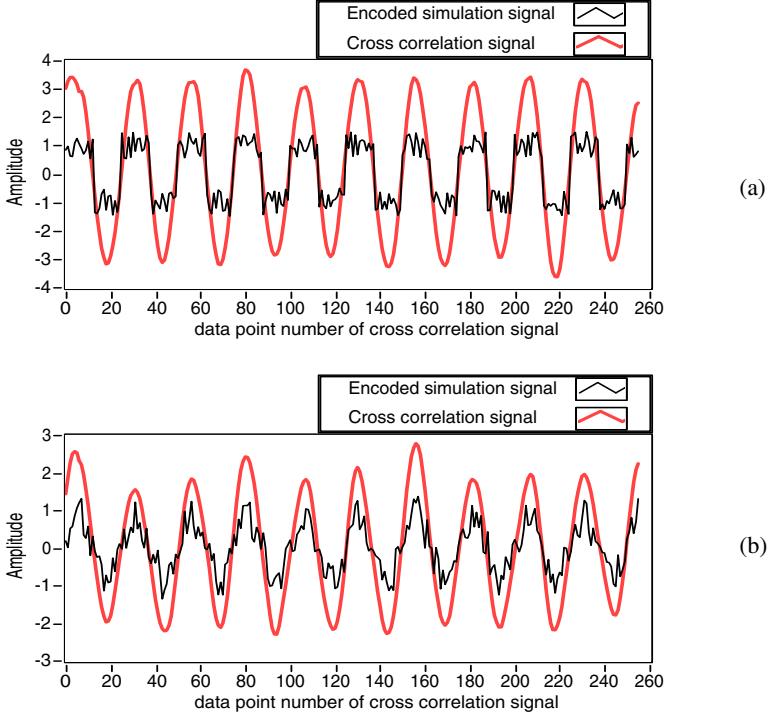 Encoded simulation signal
Cross correlation signal
4
3
2
1
0
-1
-2
-3
-4
Amplitude
0 20 40 60 80 100 120 140 160 180 200 220 240 260
data point number of cross correlation signal
(a)
Encoded simulation signal
Cross correlation signal
3
2
1
0
-1
-2
-3
Amplitude
0 20 40 60 80 100 120 140 160 180 200 220 240 260
data point number of cross correlation signal
(b)